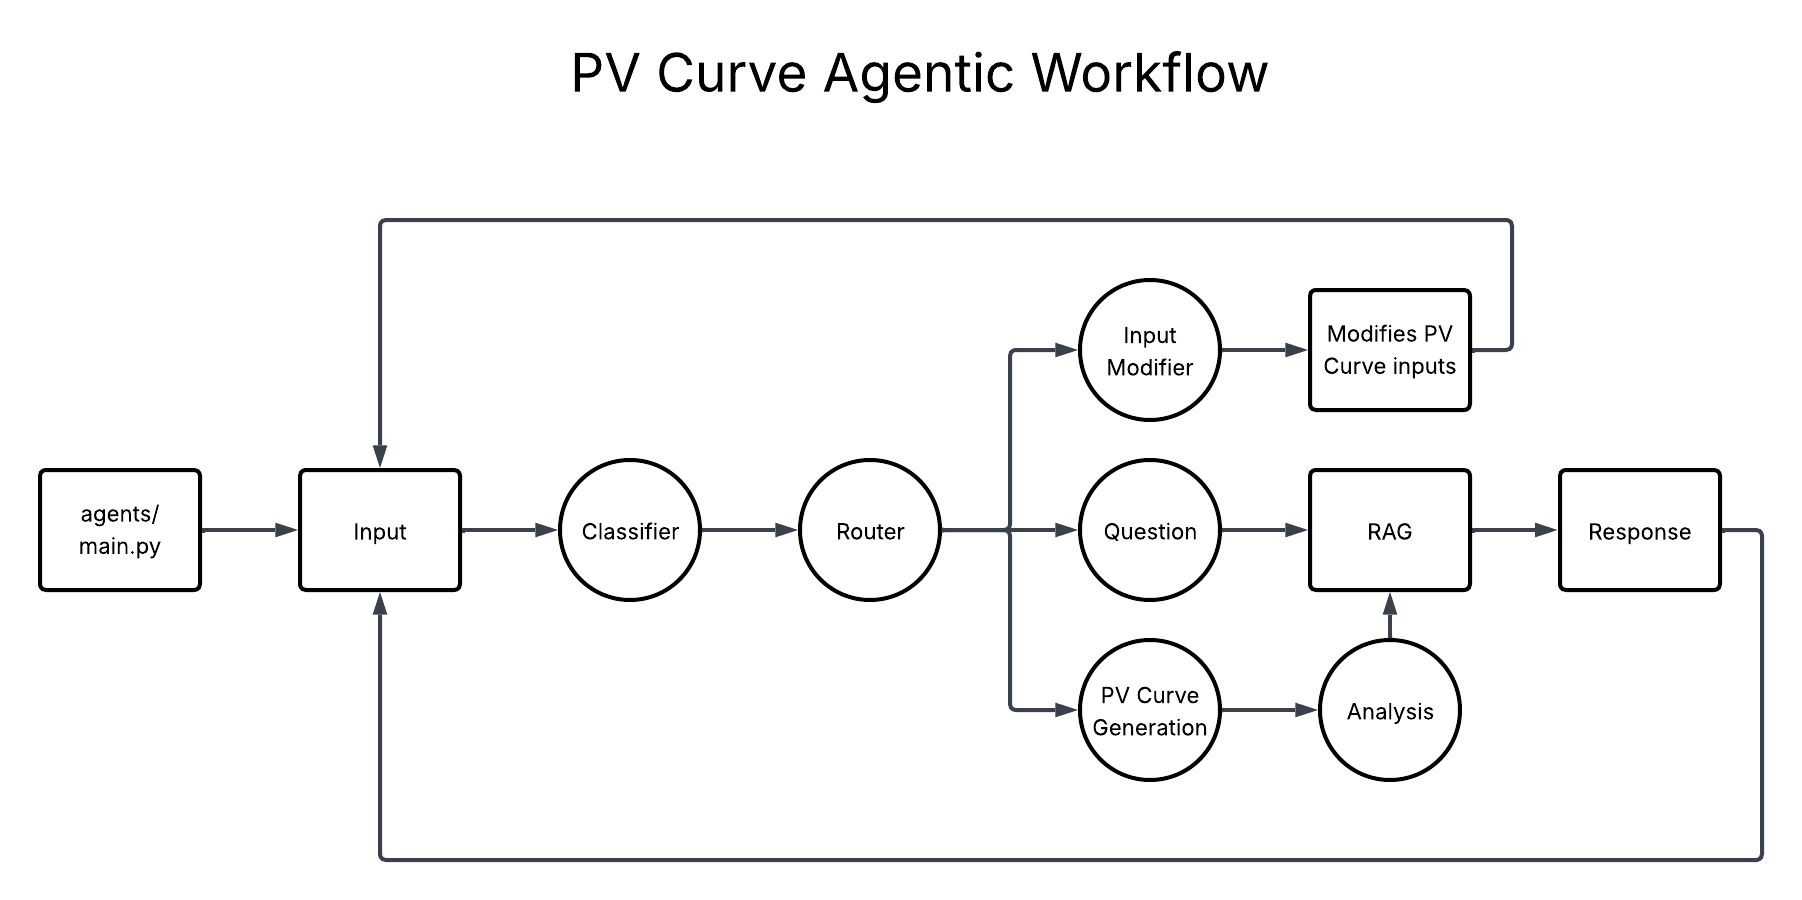 PV Curve Agentic Workflow
Input
Modifier
Modifies PV
Curve inputs
agents/
main.py
Input
Classifier
Router
Question
RAG
Response
PV Curve
Generation
Analysis